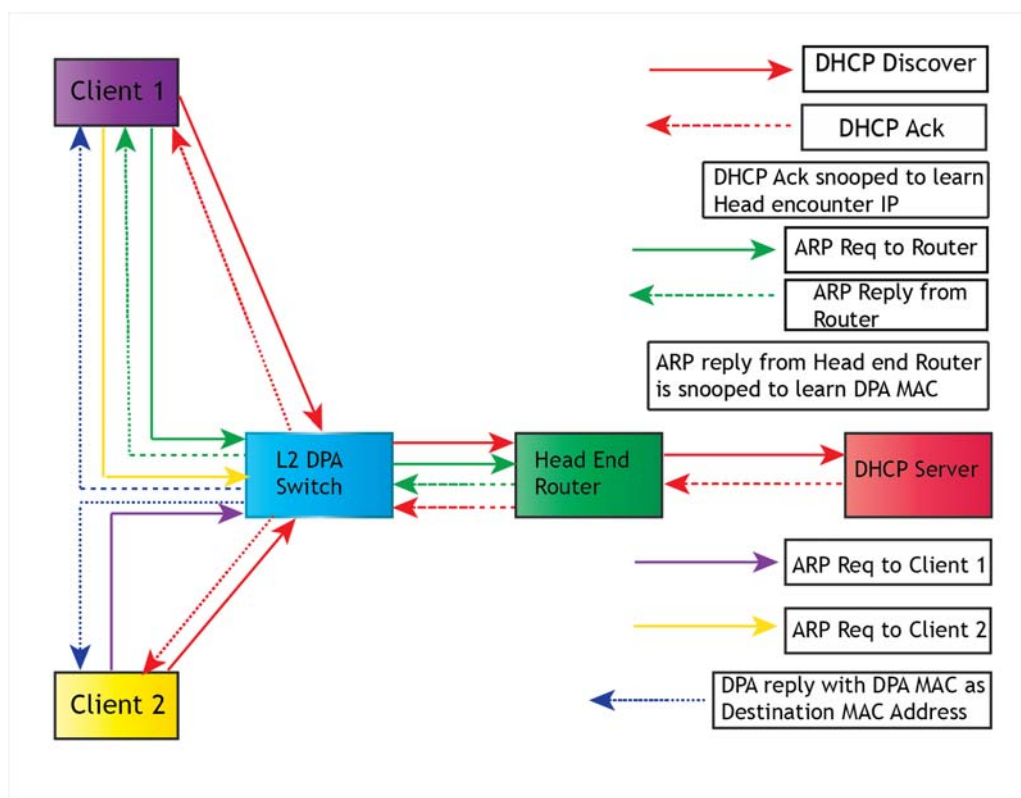 Client 1
DHCP Discover
DHCP Ack
DHCP Ack snooped to learn
Head encounter IP
ARP Req to Router
ARP Reply from
Router
ARP reply from Head end Router
is snooped to learn DPA MAC
L2 DPA
Switch
Head End
Router
DHCP Server
ARP Req to Client 1
ARP Req to Client 2
Client 2
DPA reply with DPA MAC as
Destination MAC Address